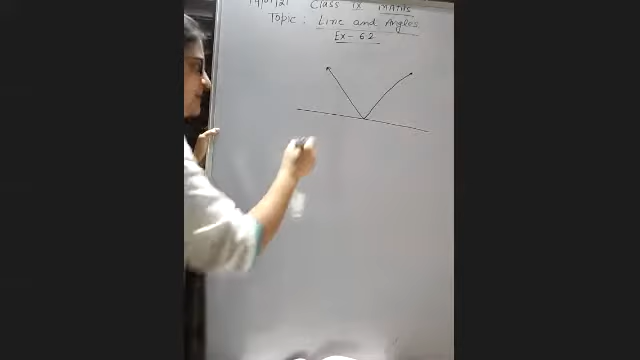 Class IX MATHS
Topic : Line and Angles
Ex- 6.2